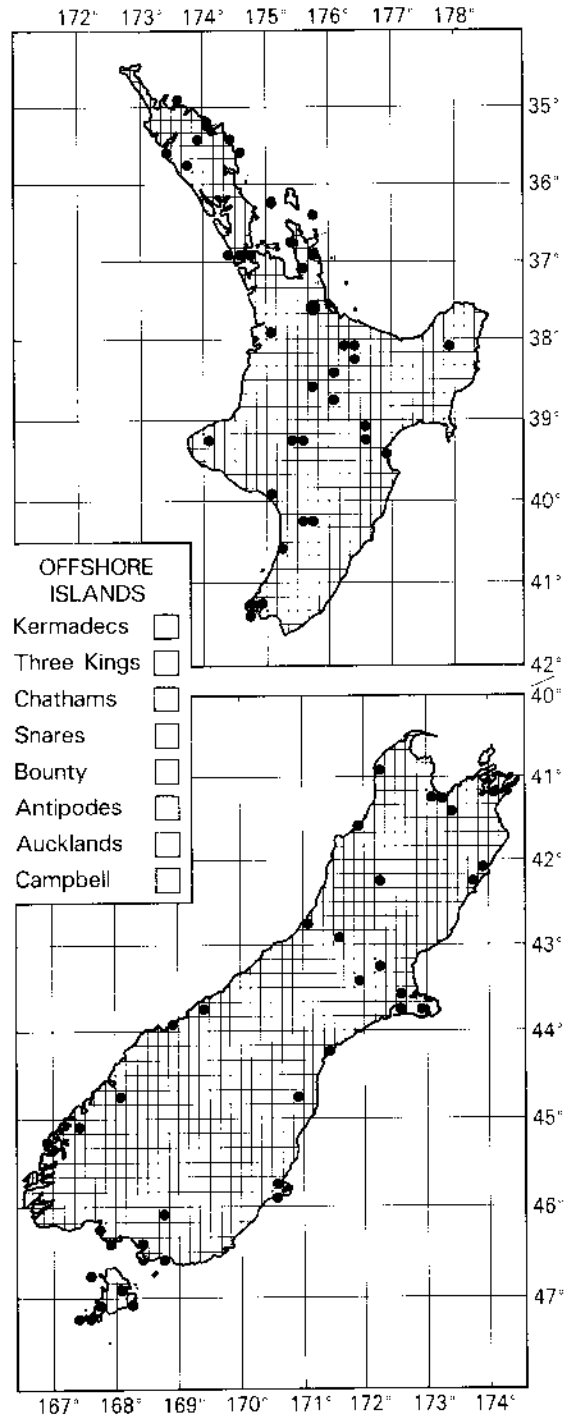 172° 173° 174° 175° 176° 177° 178°
35°
36°
37°
38°
39°
40°
41°
42°
OFFSHORE
ISLANDS
Kermadecs
Three Kings
Chathams
Snares
Bounty
Antipodes
Aucklands
Campbell
40°
41°
42°
43°
44°
45°
46°
47°
167° 168° 169° 170° 171° 172° 173° 174°